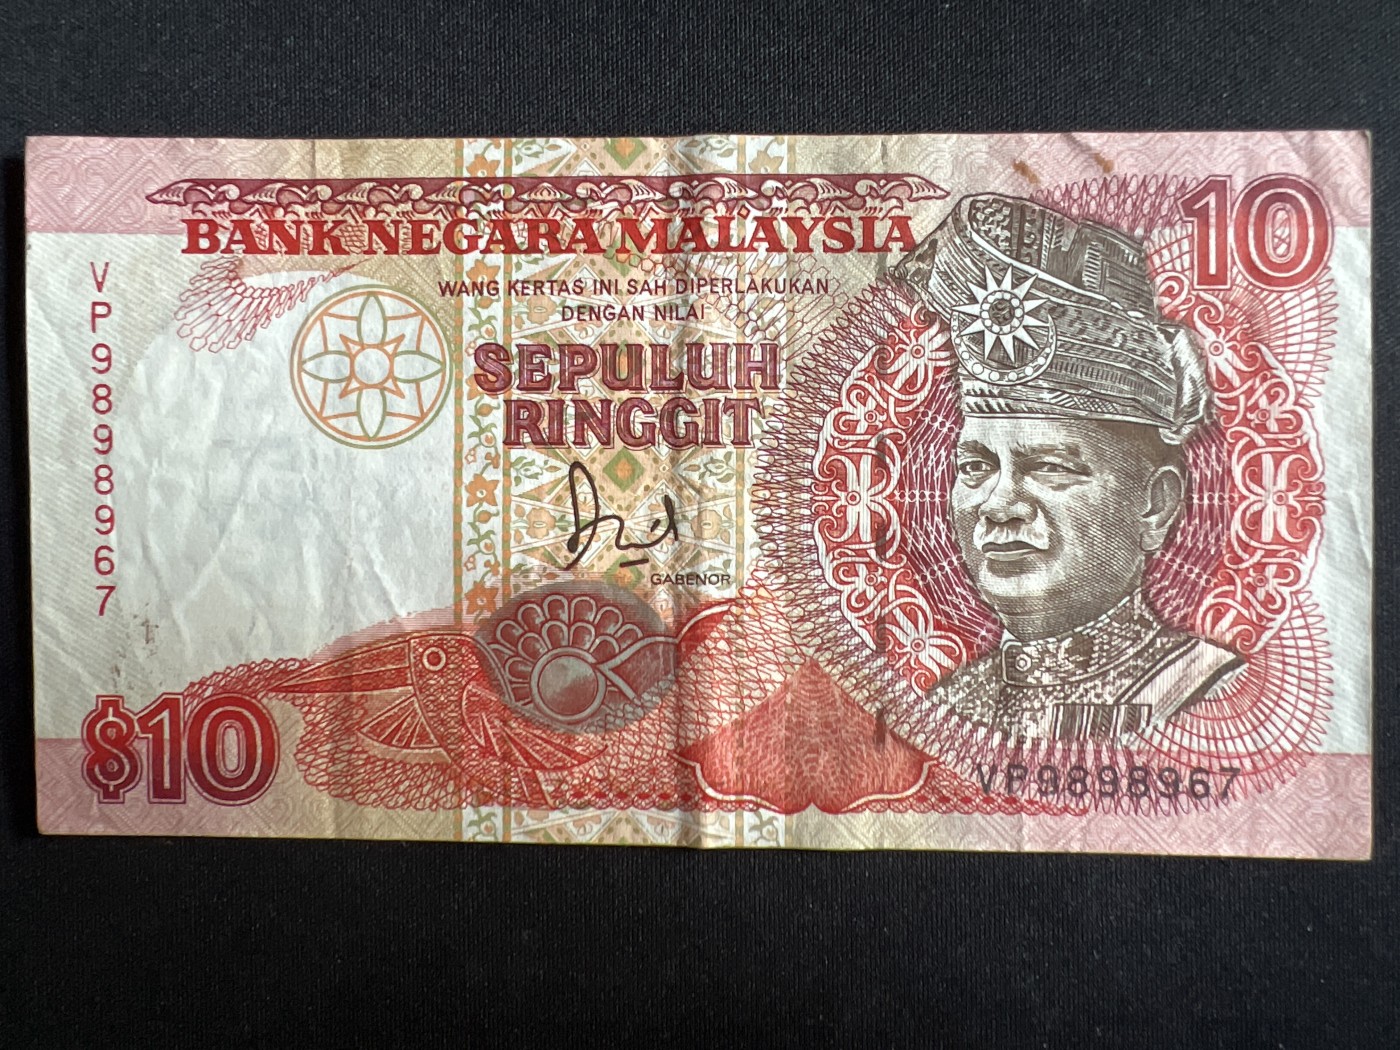 BANK NEGARA MALAYSIA
10
WANG KERTAS INI SAH DIPERLAKUKAN
DENGAN NILAI
SEPULUH
RINGGIT
GABENOR
VP9898967
$10
VP9898967